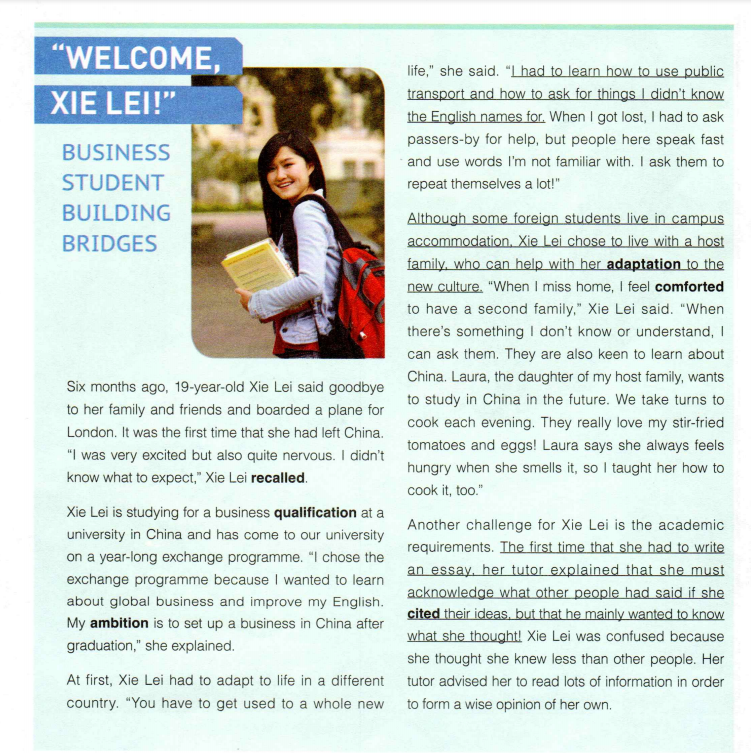 “WELCOME,
XIE LEI!”
BUSINESS
STUDENT
BUILDING
BRIDGES
Six months ago, 19-year-old Xie Lei said goodbye
to her family and friends and boarded a plane for
London. It was the first time that she had left China.
“I was very excited but also quite nervous. I didn’t
know what to expect,” Xie Lei recalled.
Xie Lei is studying for a business qualification at a
university in China and has come to our university
on a year-long exchange programme. “I chose the
exchange programme because I wanted to learn
about global business and improve my English.
My ambition is to set up a business in China after
graduation,” she explained.
At first, Xie Lei had to adapt to life in a different
country. “You have to get used to a whole new
life,” she said. “I had to learn how to use public
transport and how to ask for things I didn’t know
the English names for. When I got lost, I had to ask
passers-by for help, but people here speak fast
and use words I’m not familiar with. I ask them to
repeat themselves a lot!”
Although some foreign students live in campus
accommodation, Xie Lei chose to live with a host
family, who can help with her adaptation to the
new culture. “When I miss home, I feel comforted
to have a second family,” Xie Lei said. “When
there’s something I don’t know or understand, I
can ask them. They are also keen to learn about
China. Laura, the daughter of my host family, wants
to study in China in the future. We take turns to
cook each evening. They really love my stir-fried
tomatoes and eggs! Laura says she always feels
hungry when she smells it, so I taught her how to
cook it, too.”
Another challenge for Xie Lei is the academic
requirements. The first time that she had to write
an essay, her tutor explained that she must
acknowledge what other people had said if she
cited their ideas, but that he mainly wanted to know
what she thought! Xie Lei was confused because
she thought she knew less than other people. Her
tutor advised her to read lots of information in order
to form a wise opinion of her own.